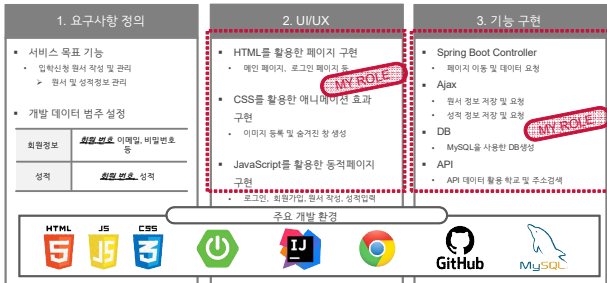 1. 요구사항 정의
▪ 서비스 목표 기능
• 입학신청 원서 작성 및 관리
➢ 원서 및 성적정보 관리
▪ 개발 데이터 범주 설정
회원정보
회원 번호, 이메일, 비밀번호
등
성적
회원 번호, 성적
2. UI/UX
▪ HTML를 활용한 페이지 구현
• 메인 페이지, 로그인 페이지 등
MY ROLE
▪ CSS를 활용한 애니메이션 효과
구현
• 이미지 등록 및 숨겨진 창 생성
▪ JavaScript를 활용한 동적페이지
구현
• 로그인, 회원가입, 원서 작성, 성적입력
3. 기능 구현
▪ Spring Boot Controller
• 페이지 이동 및 데이터 요청
▪ Ajax
• 원서 정보 저장 및 요청
• 성적 정보 저장 및 요청
MY ROLE
▪ DB
• MySQL을 사용한 DB생성
▪ API
• API 데이터 활용 학교 및 주소검색
주요 개발 환경
HTML
5
JS
JS
CSS
3
IJ
GitHub
MySQL